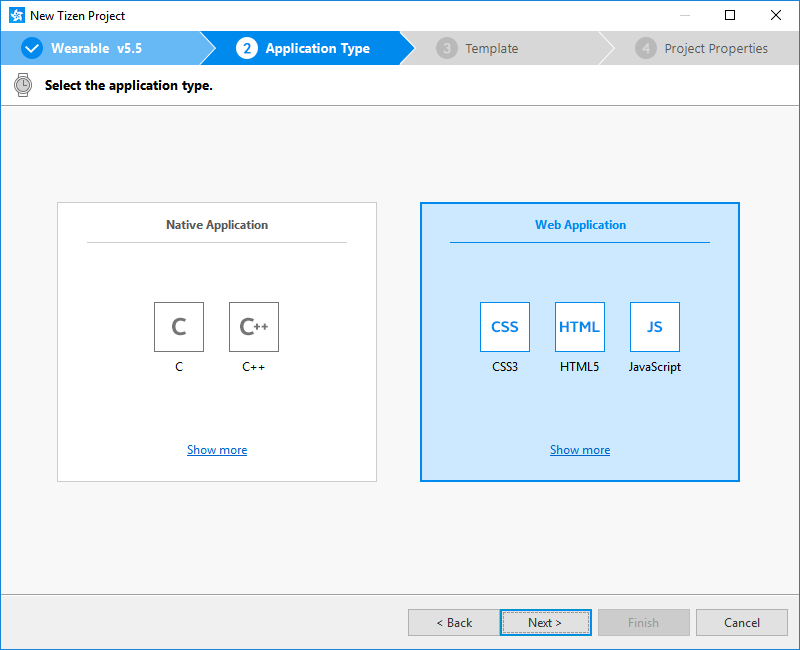 New Tizen Project
Wearable v5.5
2 Application Type
3 Template
4 Project Properties
Select the application type.
Native Application
C
C++
C
C++
Show more
Web Application
CSS
HTML
JS
CSS3
HTML5
JavaScript
Show more
< Back
Next >
Finish
Cancel